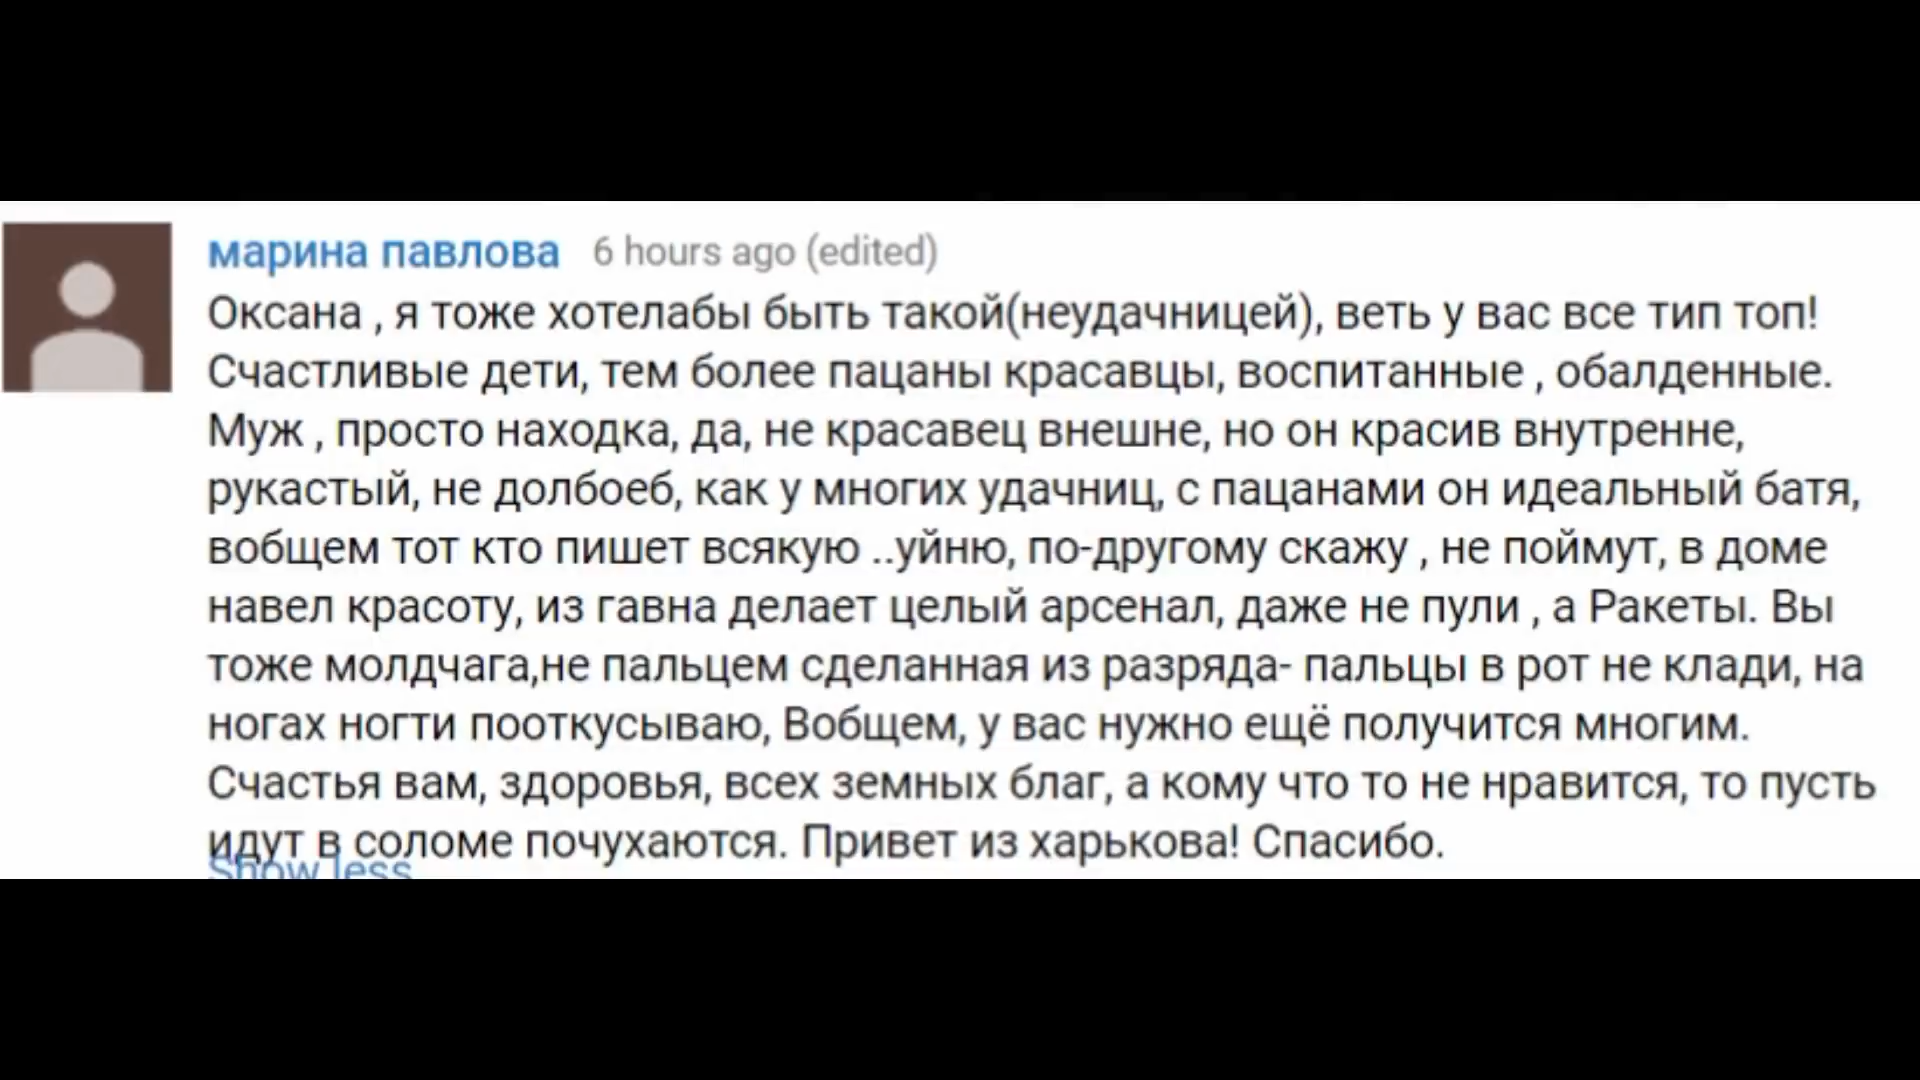 марина павлова 6 hours ago (edited)
Оксана , я тоже хотелабы быть такой(неудачницей), веть у вас все тип топ!
Счастливые дети, тем более пацаны красавцы, воспитанные , обалденные.
Муж , просто находка, да, не красавец внешне, но он красив внутренне,
рукастый, не долбоеб, как у многих удачниц, с пацанами он идеальный батя,
вобщем тот кто пишет всякую ..уйню, по-другому скажу , не поймут, в доме
навел красоту, из гавна делает целый арсенал, даже не пули , а Ракеты. Вы
тоже молдчага,не пальцем сделанная из разряда- пальцы в рот не клади, на
ногах ногти пооткусываю, Вобщем, у вас нужно ещё получится многим.
Счастья вам, здоровья, всех земных благ, а кому что то не нравится, то пусть
идут в соломе почухаются. Привет из харькова! Спасибо.
Show less